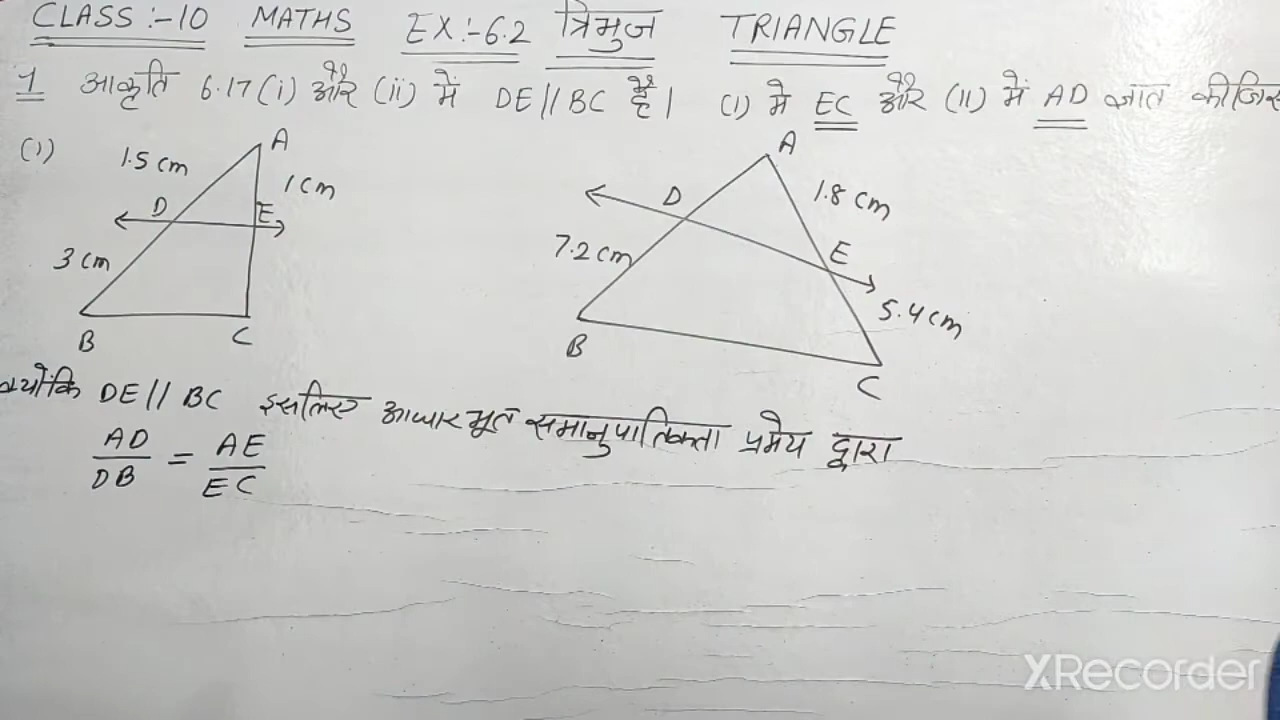 CLASS :- 10 MATHS EX :- 6.2 त्रिभुज TRIANGLE
1 आकृति 6.17 (i) और (ii) में DE // BC है। (i) में EC और (ii) में AD ज्ञात कीजिए
(i)
A
1.5 cm
1 cm
D
E
3 cm
B
C
A
D
1.8 cm
7.2 cm
E
5.4 cm
B
C
क्योंकि DE // BC इसलिए आधारभूत समानुपातिकता प्रमेय द्वारा
AD/DB = AE/EC
XRecorder